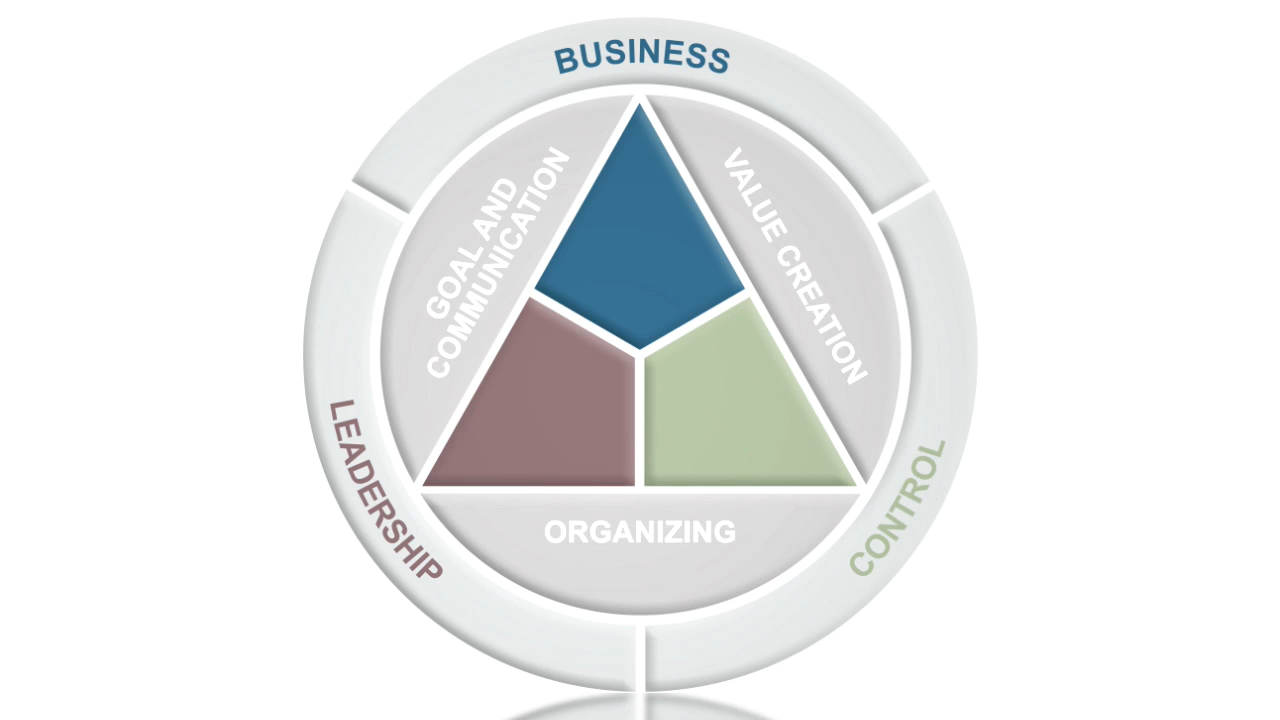 BUSINESS
GOAL AND
COMMUNICATION
VALUE CREATION
LEADERSHIP
CONTROL
ORGANIZING